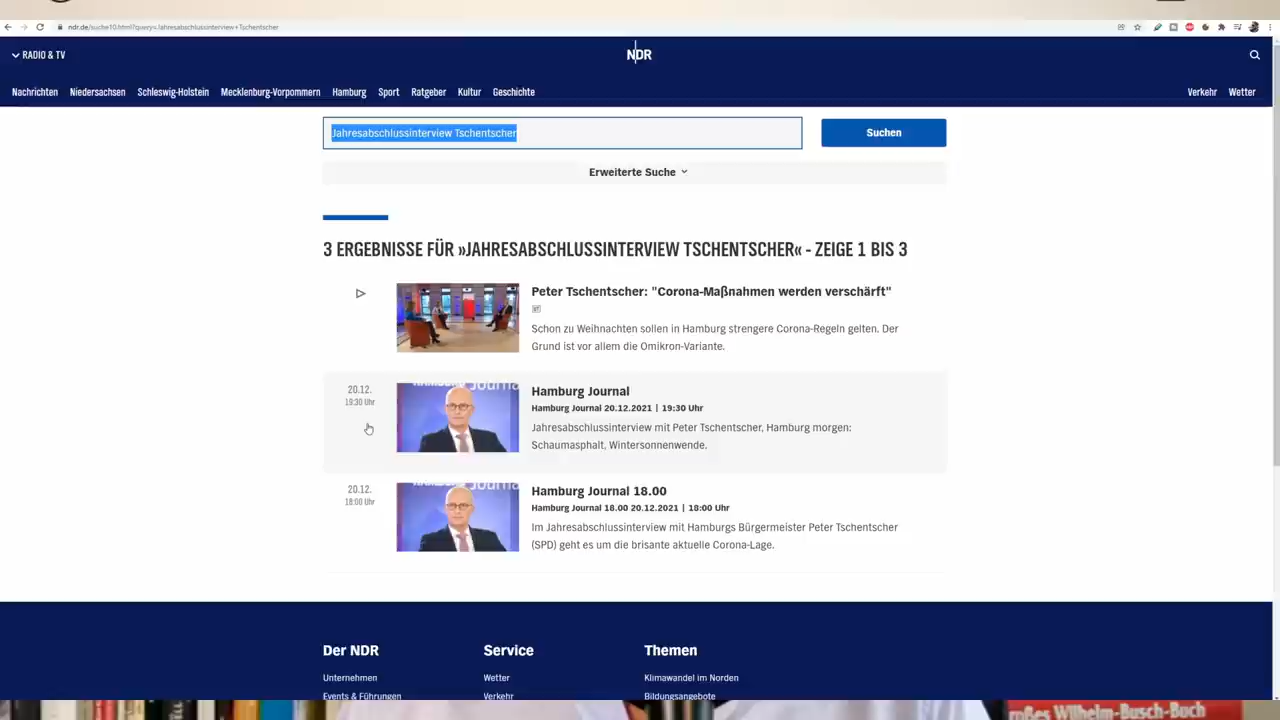 ndr.de/suche10.html?query=Jahresabschlussinterview+Tschentscher
RADIO & TV
NDR
Nachrichten Niedersachsen Schleswig-Holstein Mecklenburg-Vorpommern Hamburg Sport Ratgeber Kultur Geschichte Verkehr Wetter
Jahresabschlussinterview Tschentscher Suchen
Erweiterte Suche
3 ERGEBNISSE FÜR »JAHRESABSCHLUSSINTERVIEW TSCHENTSCHER« - ZEIGE 1 BIS 3
Peter Tschentscher: "Corona-Maßnahmen werden verschärft"
Schon zu Weihnachten sollen in Hamburg strengere Corona-Regeln gelten. Der
Grund ist vor allem die Omikron-Variante.
20.12.
19:30 Uhr
Hamburg Journal
Hamburg Journal 20.12.2021 | 19:30 Uhr
Jahresabschlussinterview mit Peter Tschentscher, Hamburg morgen:
Schaumasphalt, Wintersonnenwende.
20.12.
18:00 Uhr
Hamburg Journal 18.00
Hamburg Journal 18.00 20.12.2021 | 18:00 Uhr
Im Jahresabschlussinterview mit Hamburgs Bürgermeister Peter Tschentscher
(SPD) geht es um die brisante aktuelle Corona-Lage.
Der NDR Service Themen
Unternehmen Wetter Klimawandel im Norden
Events & Führungen Verkehr Bildungsangebote
Wilhelm-Busch-Buch